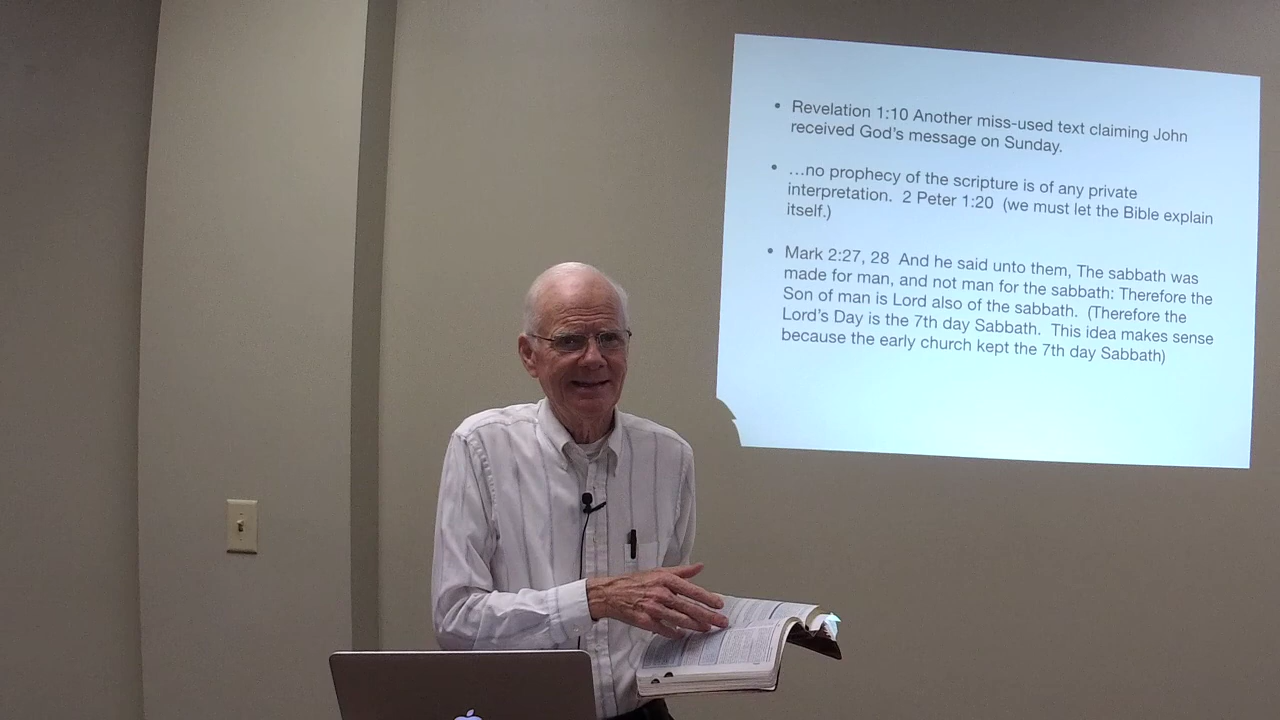 • Revelation 1:10 Another miss-used text claiming John
received God's message on Sunday.
• …no prophecy of the scripture is of any private
interpretation. 2 Peter 1:20 (we must let the Bible explain
itself.)
• Mark 2:27, 28 And he said unto them, The sabbath was
made for man, and not man for the sabbath: Therefore the
Son of man is Lord also of the sabbath. (Therefore the
Lord's Day is the 7th day Sabbath. This idea makes sense
because the early church kept the 7th day Sabbath)